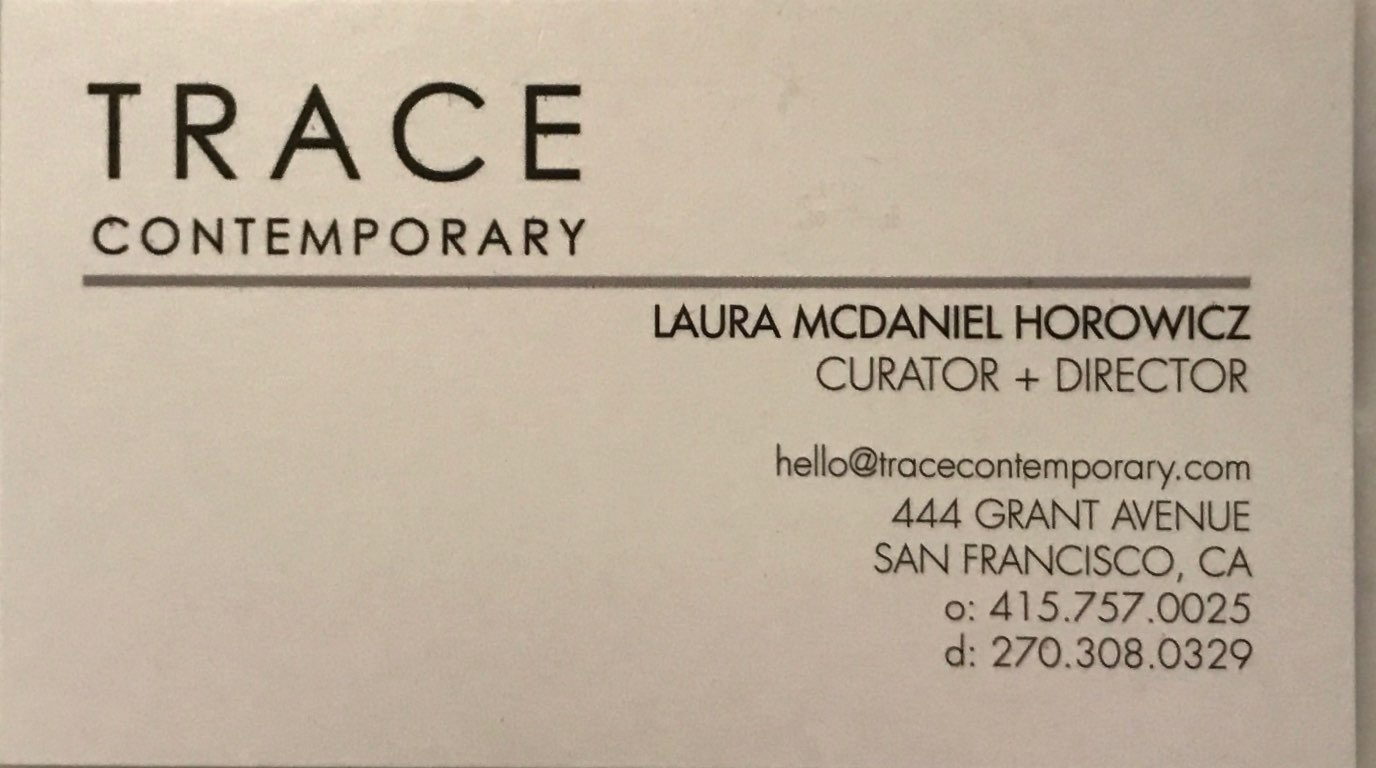 TRACE
CONTEMPORARY
LAURA MCDANIEL HOROWICZ
CURATOR + DIRECTOR
hello@tracecontemporary.com
444 GRANT AVENUE
SAN FRANCISCO, CA
o: 415.757.0025
d: 270.308.0329